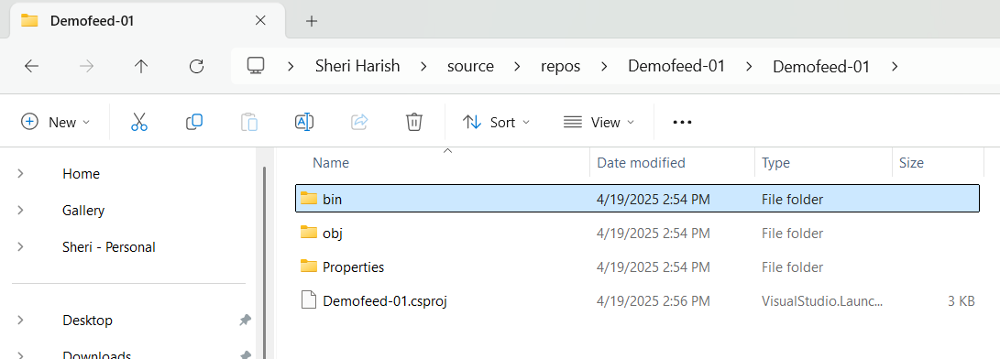 Demofeed-01
Sheri Harish > source > repos > Demofeed-01 > Demofeed-01 >
New Sort View
Name Date modified Type Size
Home
Gallery
Sheri - Personal
Desktop
Downloads
bin 4/19/2025 2:54 PM File folder
obj 4/19/2025 2:54 PM File folder
Properties 4/19/2025 2:54 PM File folder
Demofeed-01.csproj 4/19/2025 2:56 PM VisualStudio.Launc... 3 KB